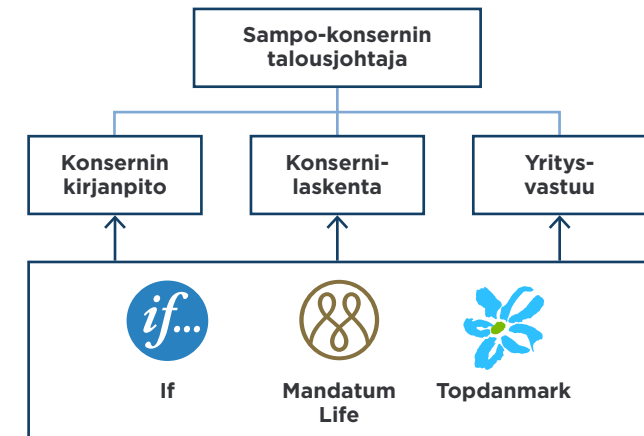 Sampo-konsernin
talousjohtaja
Konsernin
kirjanpito
Konserni-
laskenta
Yritys-
vastuu
if...
If
Mandatum
Life
Topdanmark